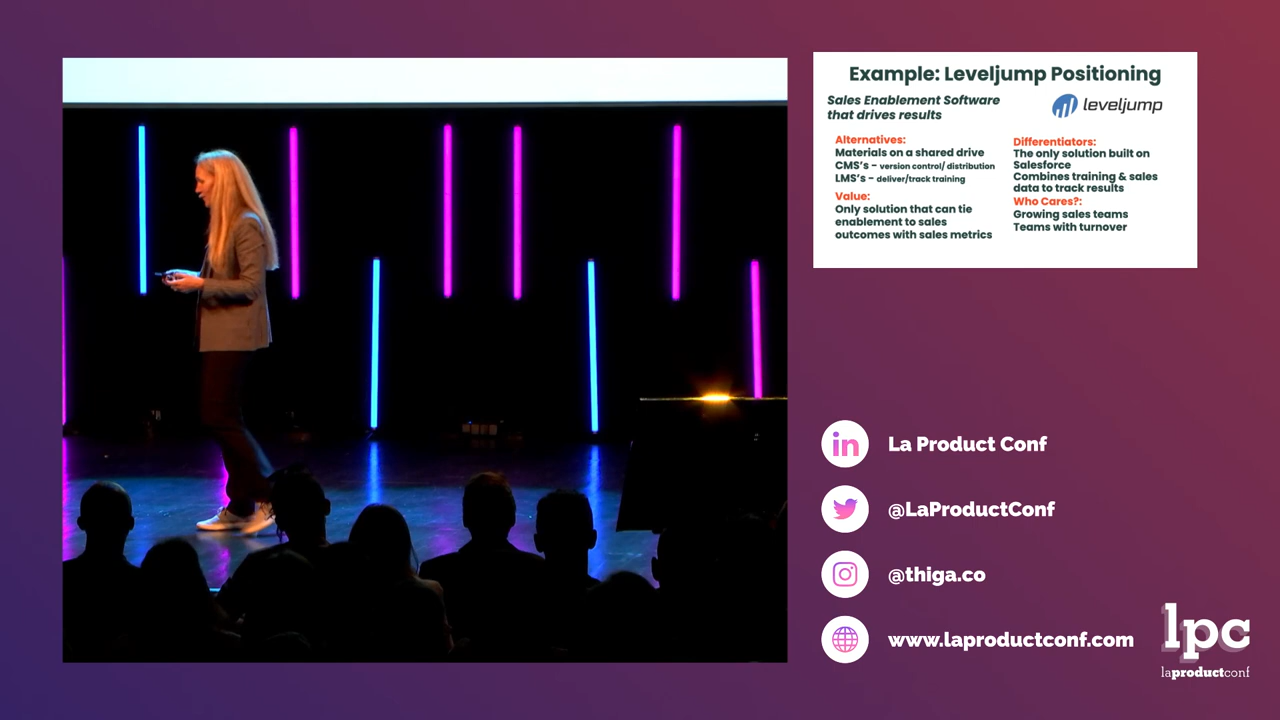 Example: Leveljump Positioning
Sales Enablement Software
that drives results
leveljump
Alternatives:
Materials on a shared drive
CMS's - version control/ distribution
LMS's - deliver/track training
Value:
Only solution that can tie
enablement to sales
outcomes with sales metrics
Differentiators:
The only solution built on
Salesforce
Combines training & sales
data to track results
Who Cares?:
Growing sales teams
Teams with turnover
in
La Product Conf
@LaProductConf
@thiga.co
www.laproductconf.com
lpc
laproductconf